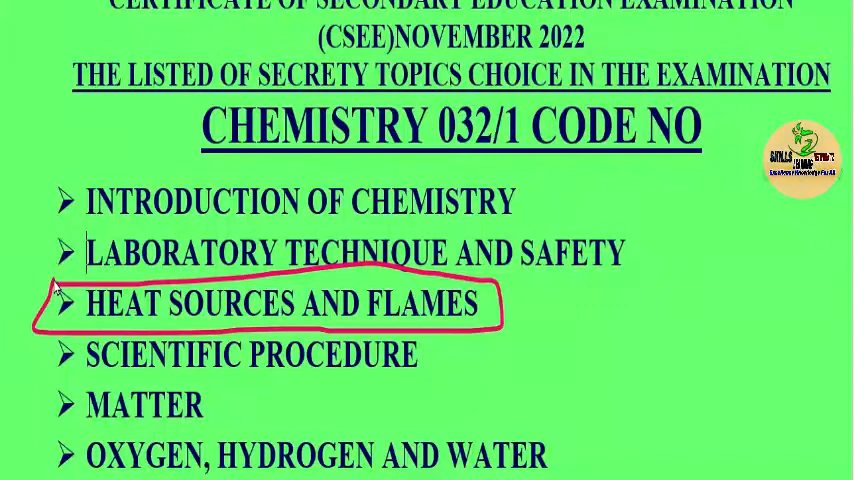 CERTIFICATE OF SECONDARY EDUCATION EXAMINATION
(CSEE)NOVEMBER 2022
THE LISTED OF SECRETY TOPICS CHOICE IN THE EXAMINATION
CHEMISTRY 032/1 CODE NO
INTRODUCTION OF CHEMISTRY
LABORATORY TECHNIQUE AND SAFETY
HEAT SOURCES AND FLAMES
SCIENTIFIC PROCEDURE
MATTER
OXYGEN, HYDROGEN AND WATER
SKILLS